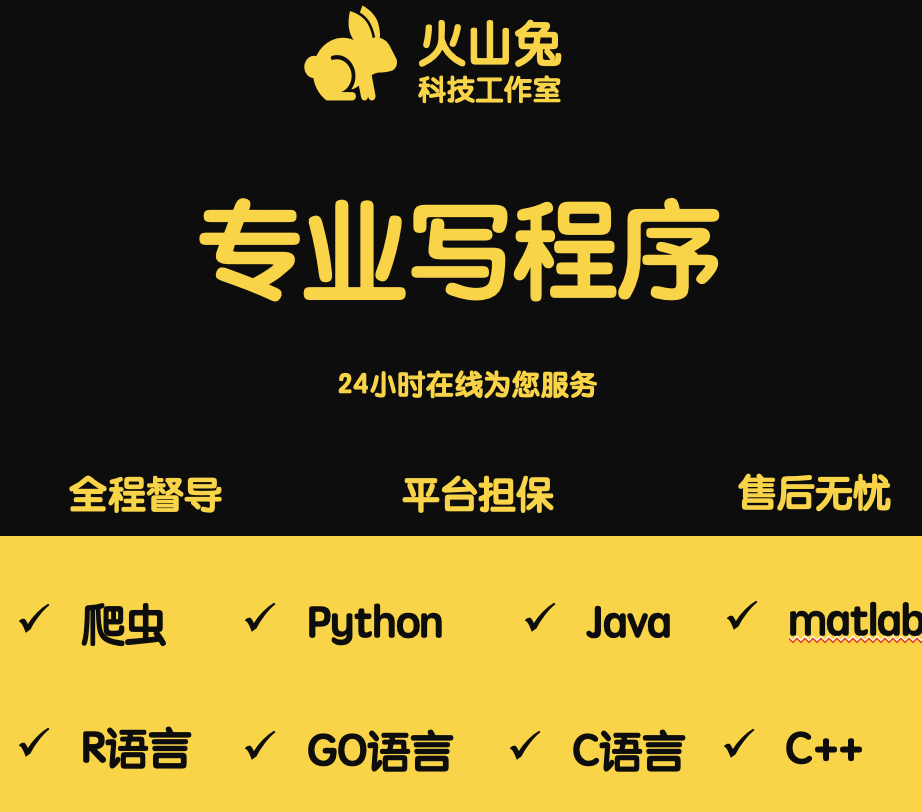 火山兔
科技工作室
专业写程序
24小时在线为您服务
全程督导 平台担保 售后无忧
✓ 爬虫 ✓ Python ✓ Java ✓ matlab
✓ R语言 ✓ GO语言 ✓ C语言 ✓ C++